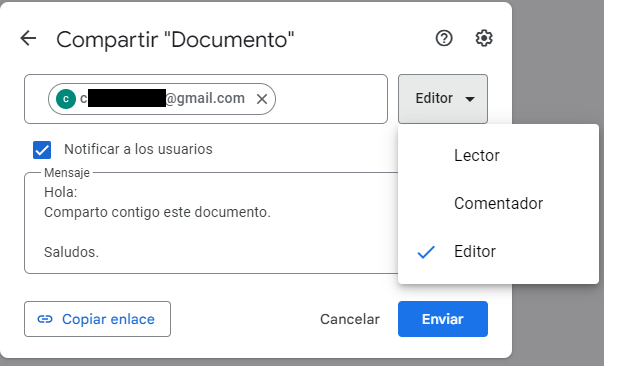 Compartir "Documento"
c c @gmail.com
Editor
Lector
Comentador
Editor
Notificar a los usuarios
Mensaje
Hola:
Comparto contigo este documento.
Saludos.
Copiar enlace
Cancelar
Enviar